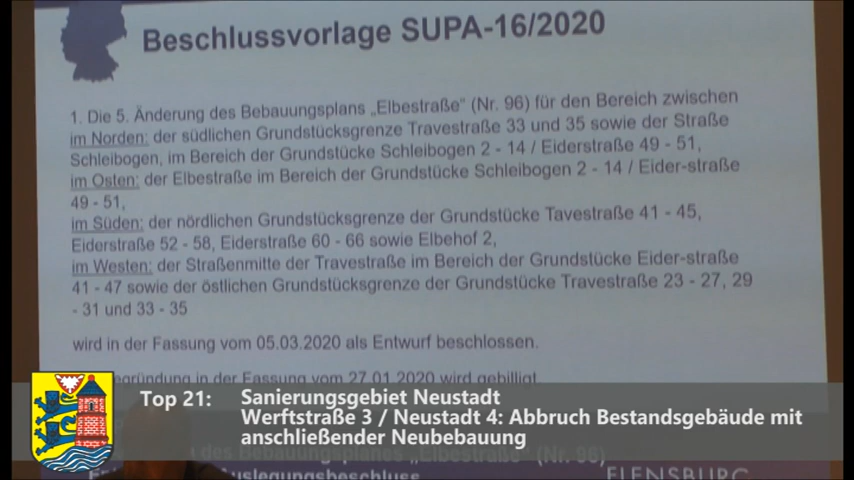 Beschlussvorlage SUPA-16/2020
1. Die 5. Änderung des Bebauungsplans „Elbestraße“ (Nr. 96) für den Bereich zwischen
im Norden: der südlichen Grundstücksgrenze Travestraße 33 und 35 sowie der Straße
Schleibogen, im Bereich der Grundstücke Schleibogen 2 - 14 / Eiderstraße 49 - 51,
im Osten: der Elbestraße im Bereich der Grundstücke Schleibogen 2 - 14 / Eider-straße
49 - 51,
im Süden: der nördlichen Grundstücksgrenze der Grundstücke Tavestraße 41 - 45,
Eiderstraße 52 - 58, Eiderstraße 60 - 66 sowie Elbehof 2,
im Westen: der Straßenmitte der Travestraße im Bereich der Grundstücke Eider-straße
41 - 47 sowie der östlichen Grundstücksgrenze der Grundstücke Travestraße 23 - 27, 29
- 31 und 33 - 35
wird in der Fassung vom 05.03.2020 als Entwurf beschlossen.
in der Fassung vom 27.01.2020 wird gebilligt.
Top 21: Sanierungsgebiet Neustadt
Werftstraße 3 / Neustadt 4: Abbruch Bestandsgebäude mit
anschließender Neubebauung
des Bebauungsplanes „Elbestraße“ (Nr. 96)
FLENSBURG